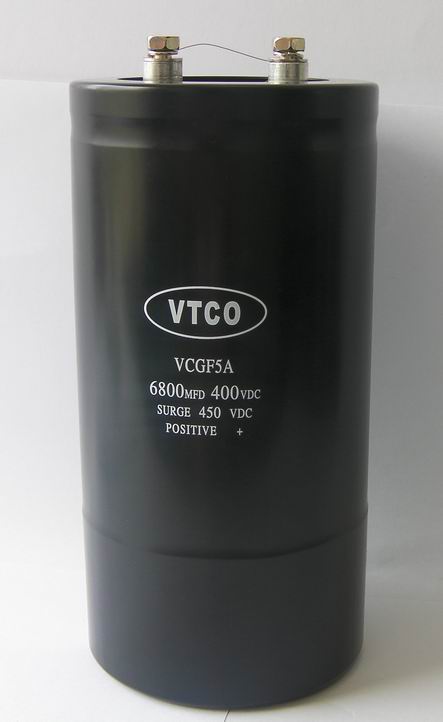 VTCO
VCGF5A
6800MFD 400VDC
SURGE 450 VDC
POSITIVE +